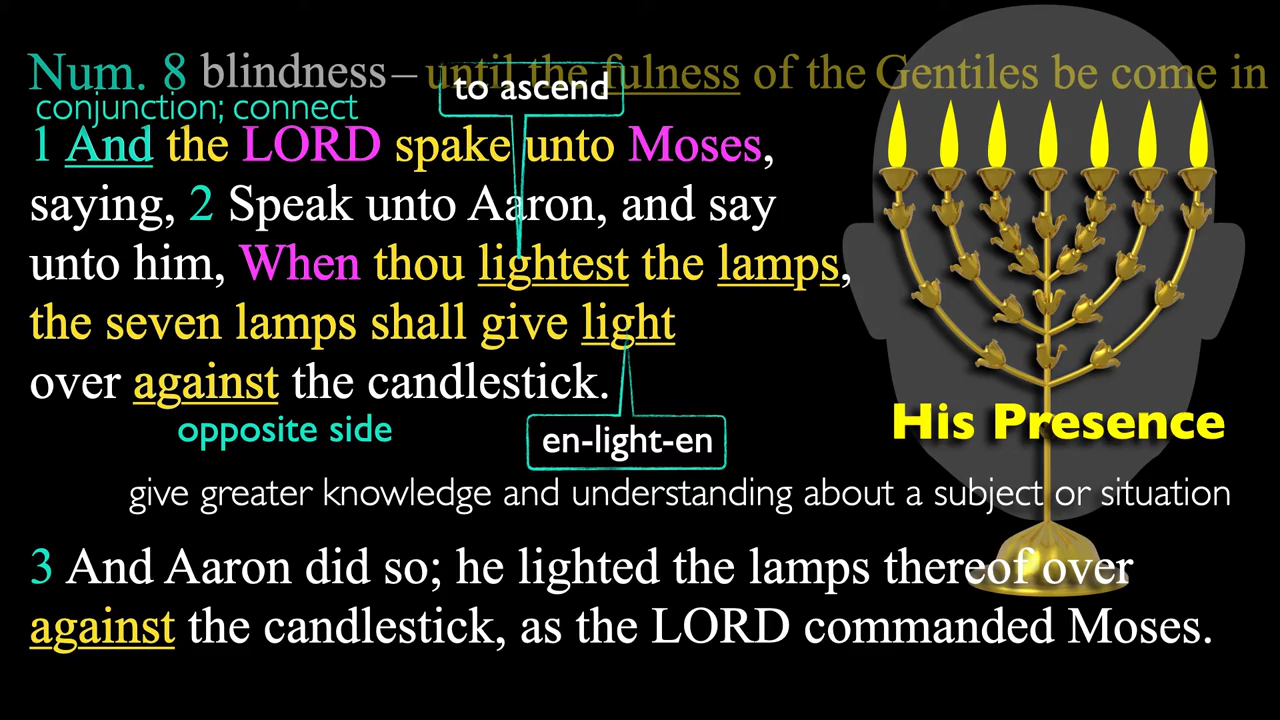 Num. 8 blindness – until the fulness of the Gentiles be come in
to ascend
conjunction; connect
1 And the LORD spake unto Moses,
saying, 2 Speak unto Aaron, and say
unto him, When thou lightest the lamps,
the seven lamps shall give light
over against the candlestick.
His Presence
opposite side
en-light-en
give greater knowledge and understanding about a subject or situation
3 And Aaron did so; he lighted the lamps thereof over
against the candlestick, as the LORD commanded Moses.